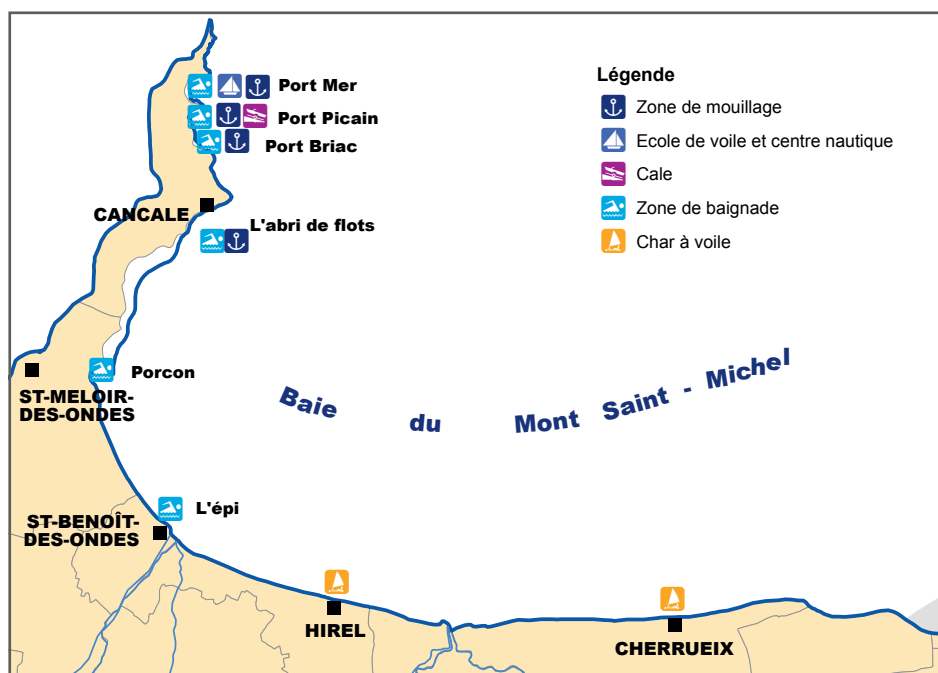 Port Mer
Port Picain
Port Briac
CANCALE
L'abri de flots
Porcon
ST-MELOIR-
DES-ONDES
L'épi
ST-BENOÎT-
DES-ONDES
HIREL
CHERRUEIX
Baie du Mont Saint - Michel
Légende
Zone de mouillage
Ecole de voile et centre nautique
Cale
Zone de baignade
Char à voile